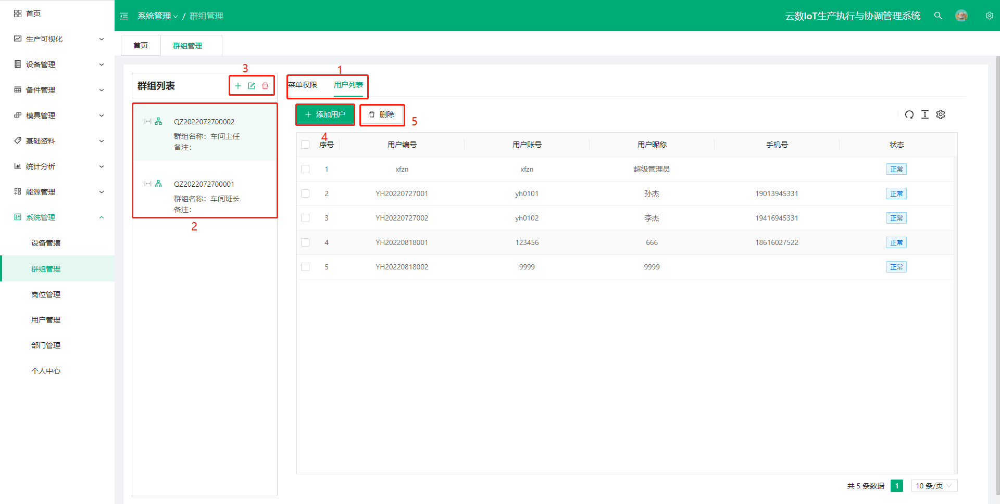 首页
生产可视化
设备管理
备件管理
模具管理
基础资料
统计分析
能源管理
系统管理
设备管辖
群组管理
岗位管理
用户管理
部门管理
个人中心
系统管理 / 群组管理
云数IoT生产执行与协调管理系统
首页 群组管理
群组列表
3
QZ2022072700002
群组名称：车间主任
备注：
QZ2022072700001
群组名称：车间班长
备注：
2
1
菜单权限 用户列表
添加用户 删除
4
5
序号 用户编号 用户账号 用户昵称 手机号 状态
1 xfzn xfzn 超级管理员 正常
2 YH20220727001 yh0101 孙杰 19013945331 正常
3 YH20220727002 yh0102 李杰 19416945331 正常
4 YH20220818001 123456 666 18616027522 正常
5 YH20220818002 9999 9999 正常
共 5 条数据 1 10 条/页